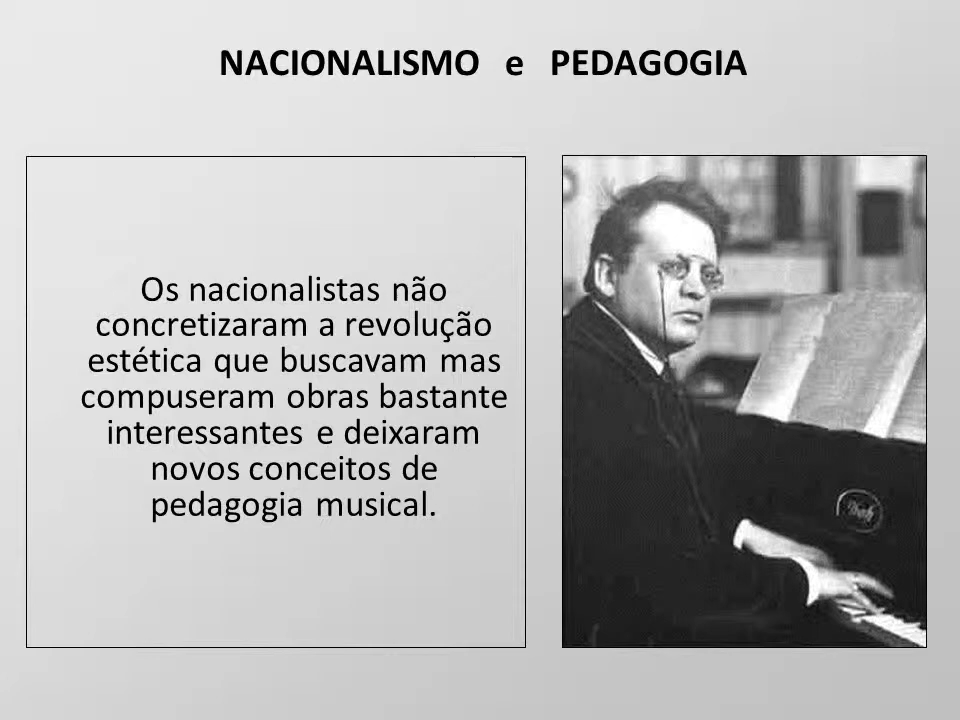 NACIONALISMO e PEDAGOGIA
Os nacionalistas não
concretizaram a revolução
estética que buscavam mas
compuseram obras bastante
interessantes e deixaram
novos conceitos de
pedagogia musical.